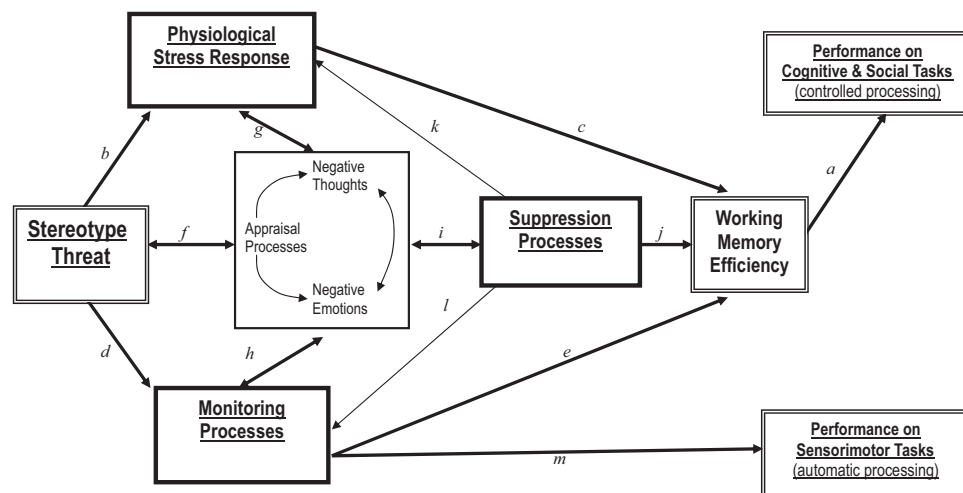 Physiological
Stress Response
Performance on
Cognitive & Social Tasks
(controlled processing)
b
g
k
c
a
Negative
Thoughts
Stereotype
Threat
f
Appraisal
Processes
i
Suppression
Processes
j
Working
Memory
Efficiency
Negative
Emotions
d
h
l
e
Monitoring
Processes
m
Performance on
Sensorimotor Tasks
(automatic processing)